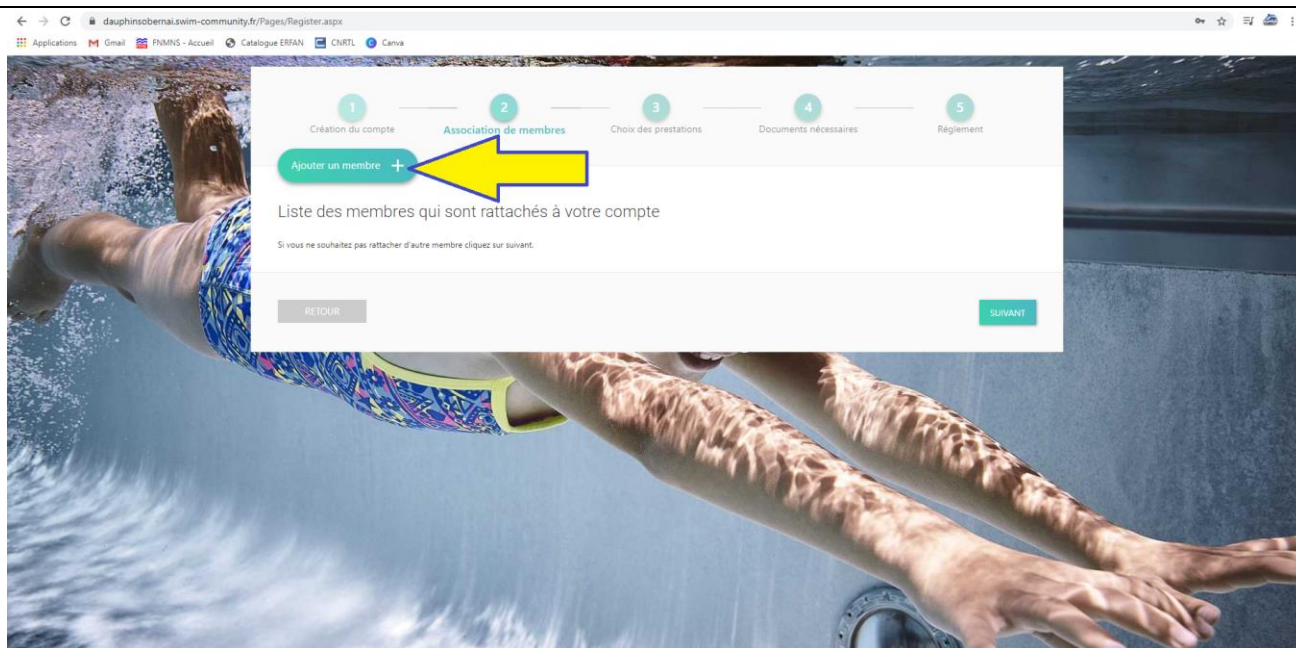 dauphinsobernai.swim-community.fr/Pages/Register.aspx
Applications Gmail FNMNS - Accueil Catalogue ERFAN CNRTL Canva
1 2 3 4 5
Création du compte Association de membres Choix des prestations Documents nécessaires Réglement
Ajouter un membre +
Liste des membres qui sont rattachés à votre compte
Si vous ne souhaitez pas rattacher d'autre membre cliquez sur suivant.
RETOUR SUIVANT